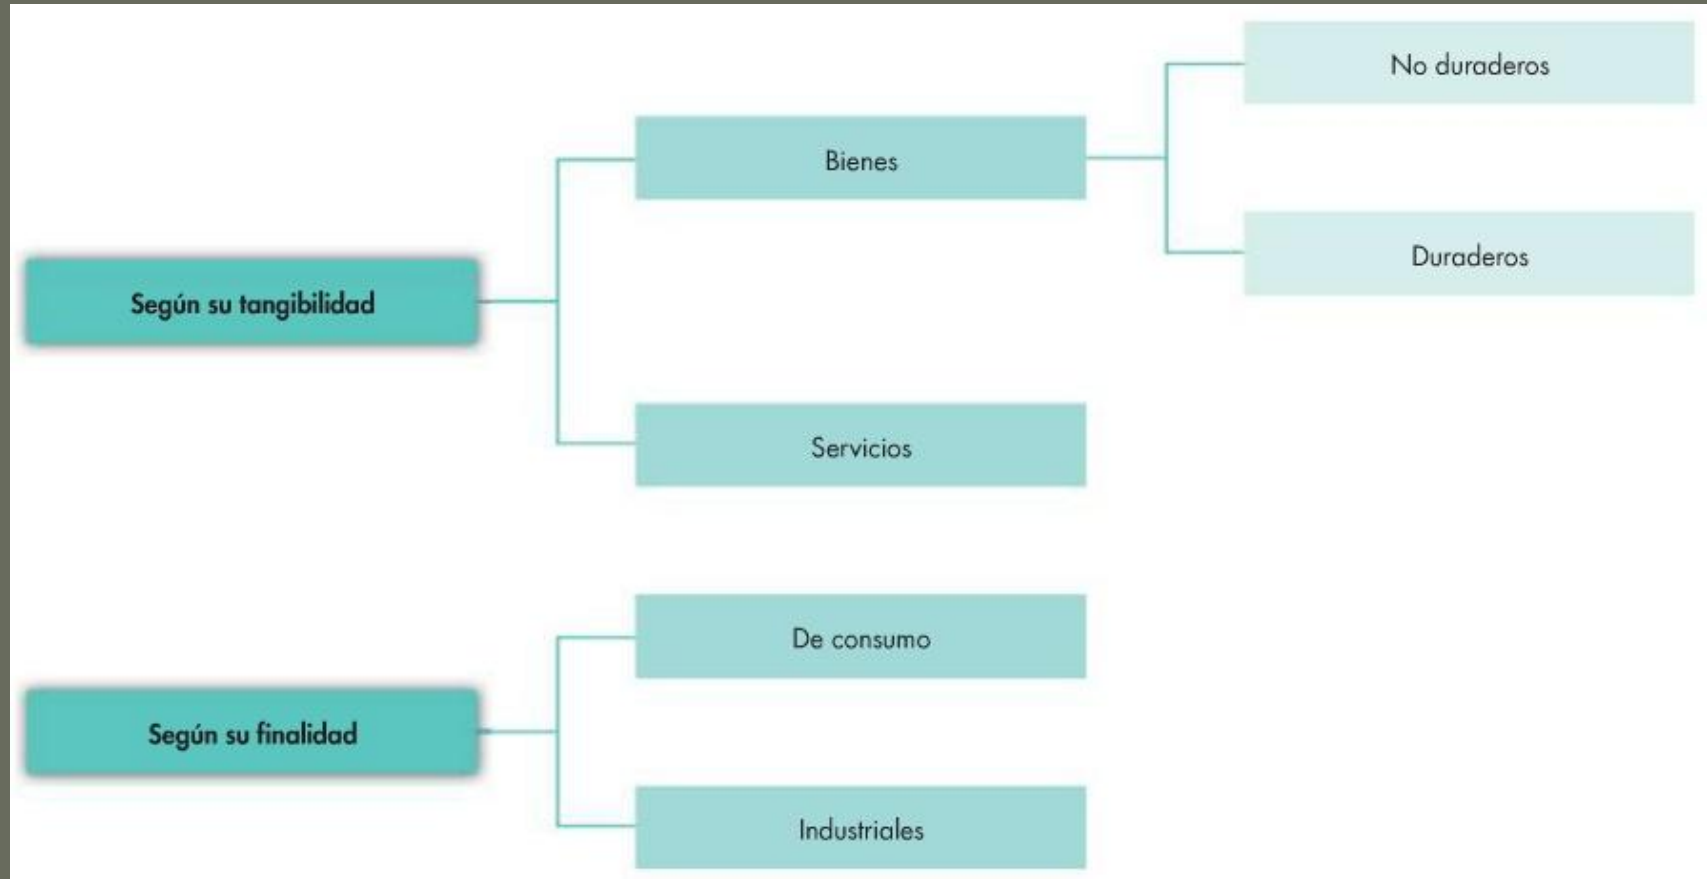 No duraderos
Bienes
Duraderos
Según su tangibilidad
Servicios
De consumo
Según su finalidad
Industriales